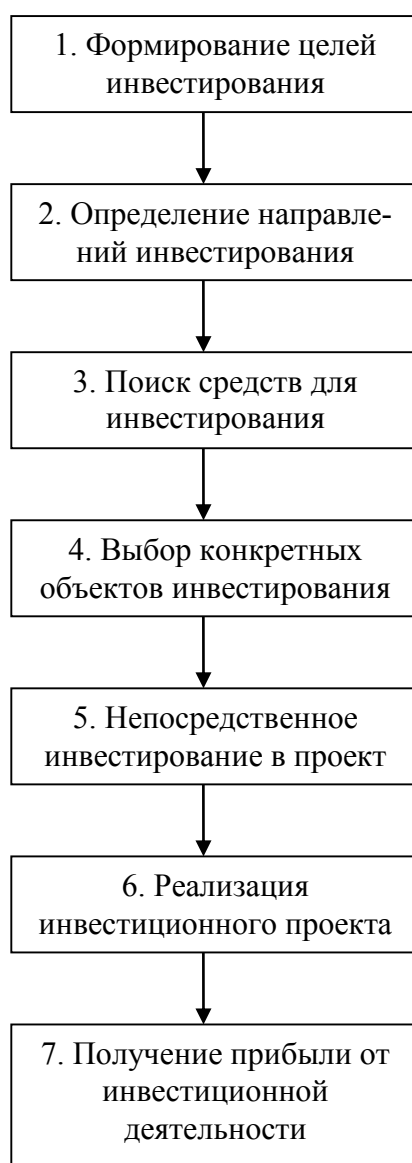 1. Формирование целей
инвестирования
2. Определение направле-
ний инвестирования
3. Поиск средств для
инвестирования
4. Выбор конкретных
объектов инвестирования
5. Непосредственное
инвестирование в проект
6. Реализация
инвестиционного проекта
7. Получение прибыли от
инвестиционной
деятельности